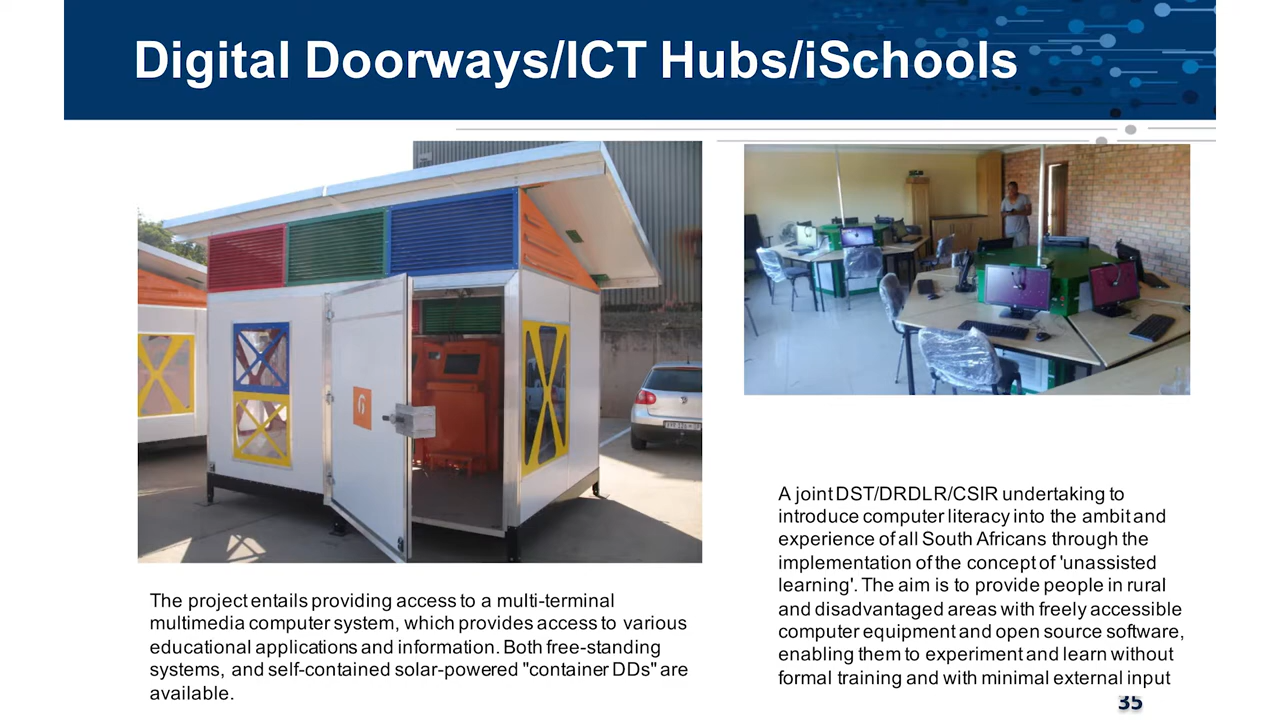 Digital Doorways/ICT Hubs/iSchools
6
The project entails providing access to a multi-terminal
multimedia computer system, which provides access to various
educational applications and information. Both free-standing
systems, and self-contained solar-powered "container DDs" are
available.
A joint DST/DRDLR/CSIR undertaking to
introduce computer literacy into the ambit and
experience of all South Africans through the
implementation of the concept of 'unassisted
learning'. The aim is to provide people in rural
and disadvantaged areas with freely accessible
computer equipment and open source software,
enabling them to experiment and learn without
formal training and with minimal external input
35